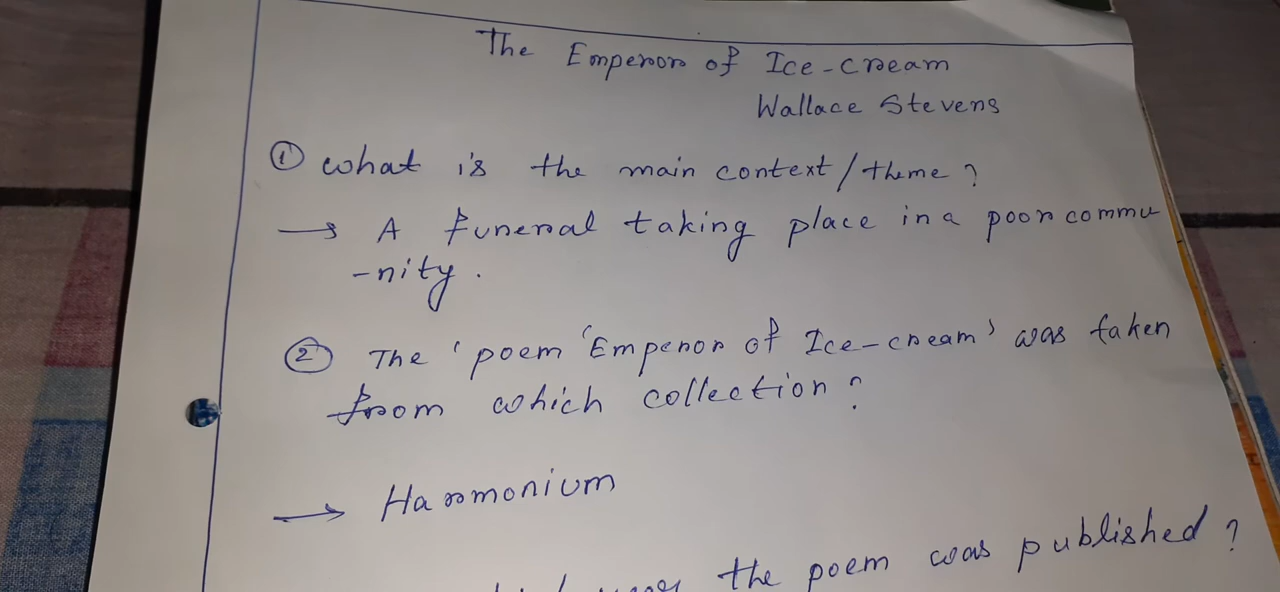 The Emperor of Ice-cream
Wallace Stevens
① What is the main context/theme?
→ A funeral taking place in a poor commu
-nity.
② The 'poem 'Emperor of Ice-cream' was taken
from which collection?
→ Harmonium
the poem was published?